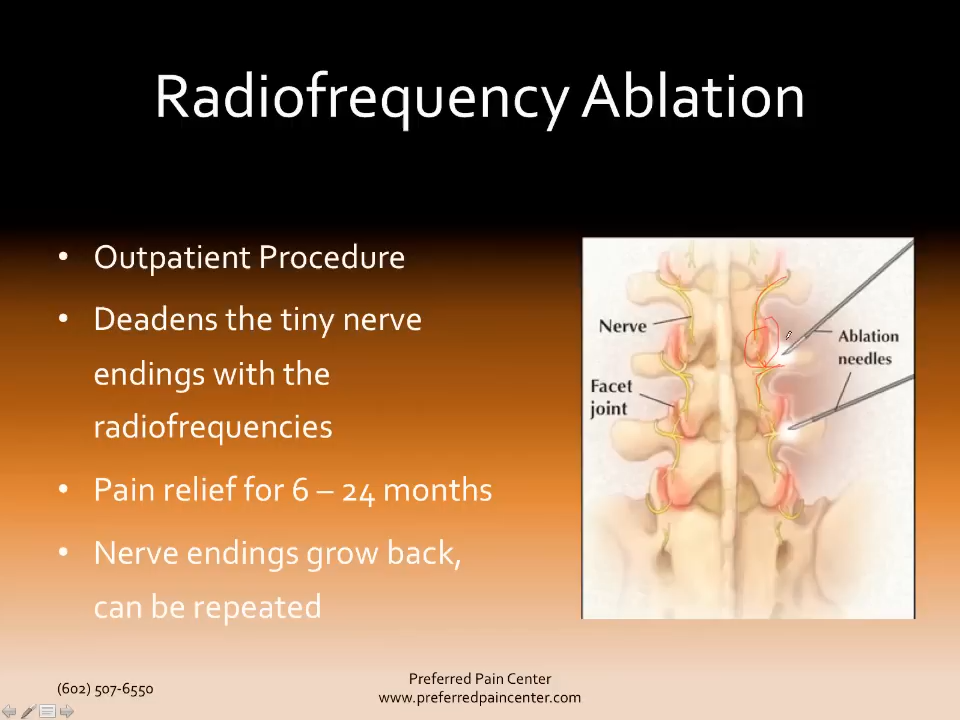 Radiofrequency Ablation
• Outpatient Procedure
• Deadens the tiny nerve
endings with the
radiofrequencies
• Pain relief for 6 – 24 months
• Nerve endings grow back,
can be repeated
Nerve
Ablation
needles
Facet
joint
(602) 507-6550
Preferred Pain Center
www.preferredpaincenter.com